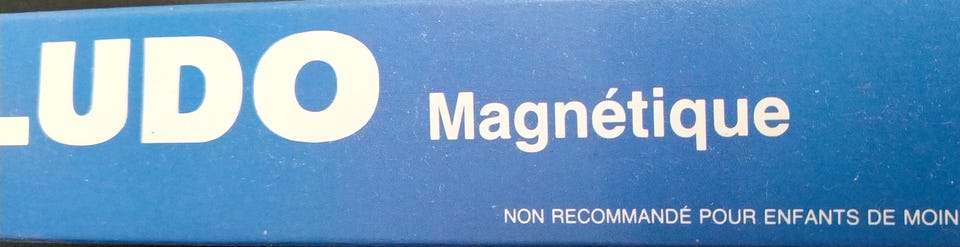 LUDO Magnétique
NON RECOMMANDÉ POUR ENFANTS DE MOIN